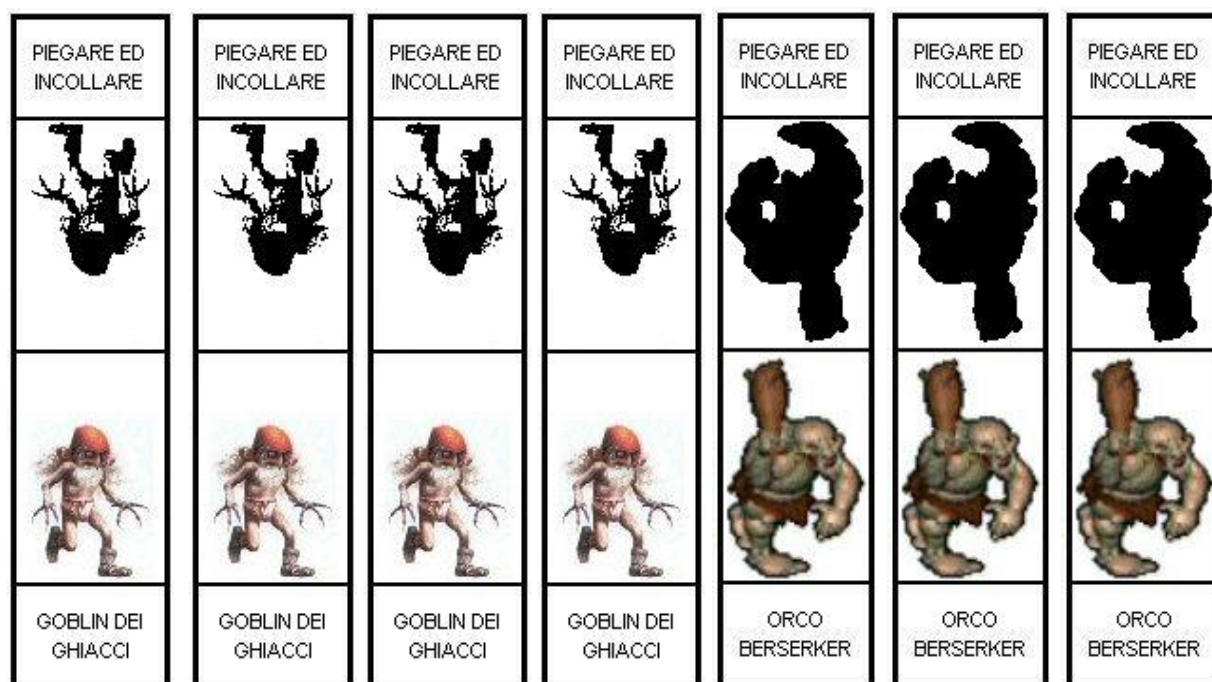 PIEGARE ED
INCOLLARE
PIEGARE ED
INCOLLARE
PIEGARE ED
INCOLLARE
PIEGARE ED
INCOLLARE
PIEGARE ED
INCOLLARE
PIEGARE ED
INCOLLARE
PIEGARE ED
INCOLLARE
GOBLIN DEI
GHIACCI
GOBLIN DEI
GHIACCI
GOBLIN DEI
GHIACCI
GOBLIN DEI
GHIACCI
ORCO
BERSERKER
ORCO
BERSERKER
ORCO
BERSERKER